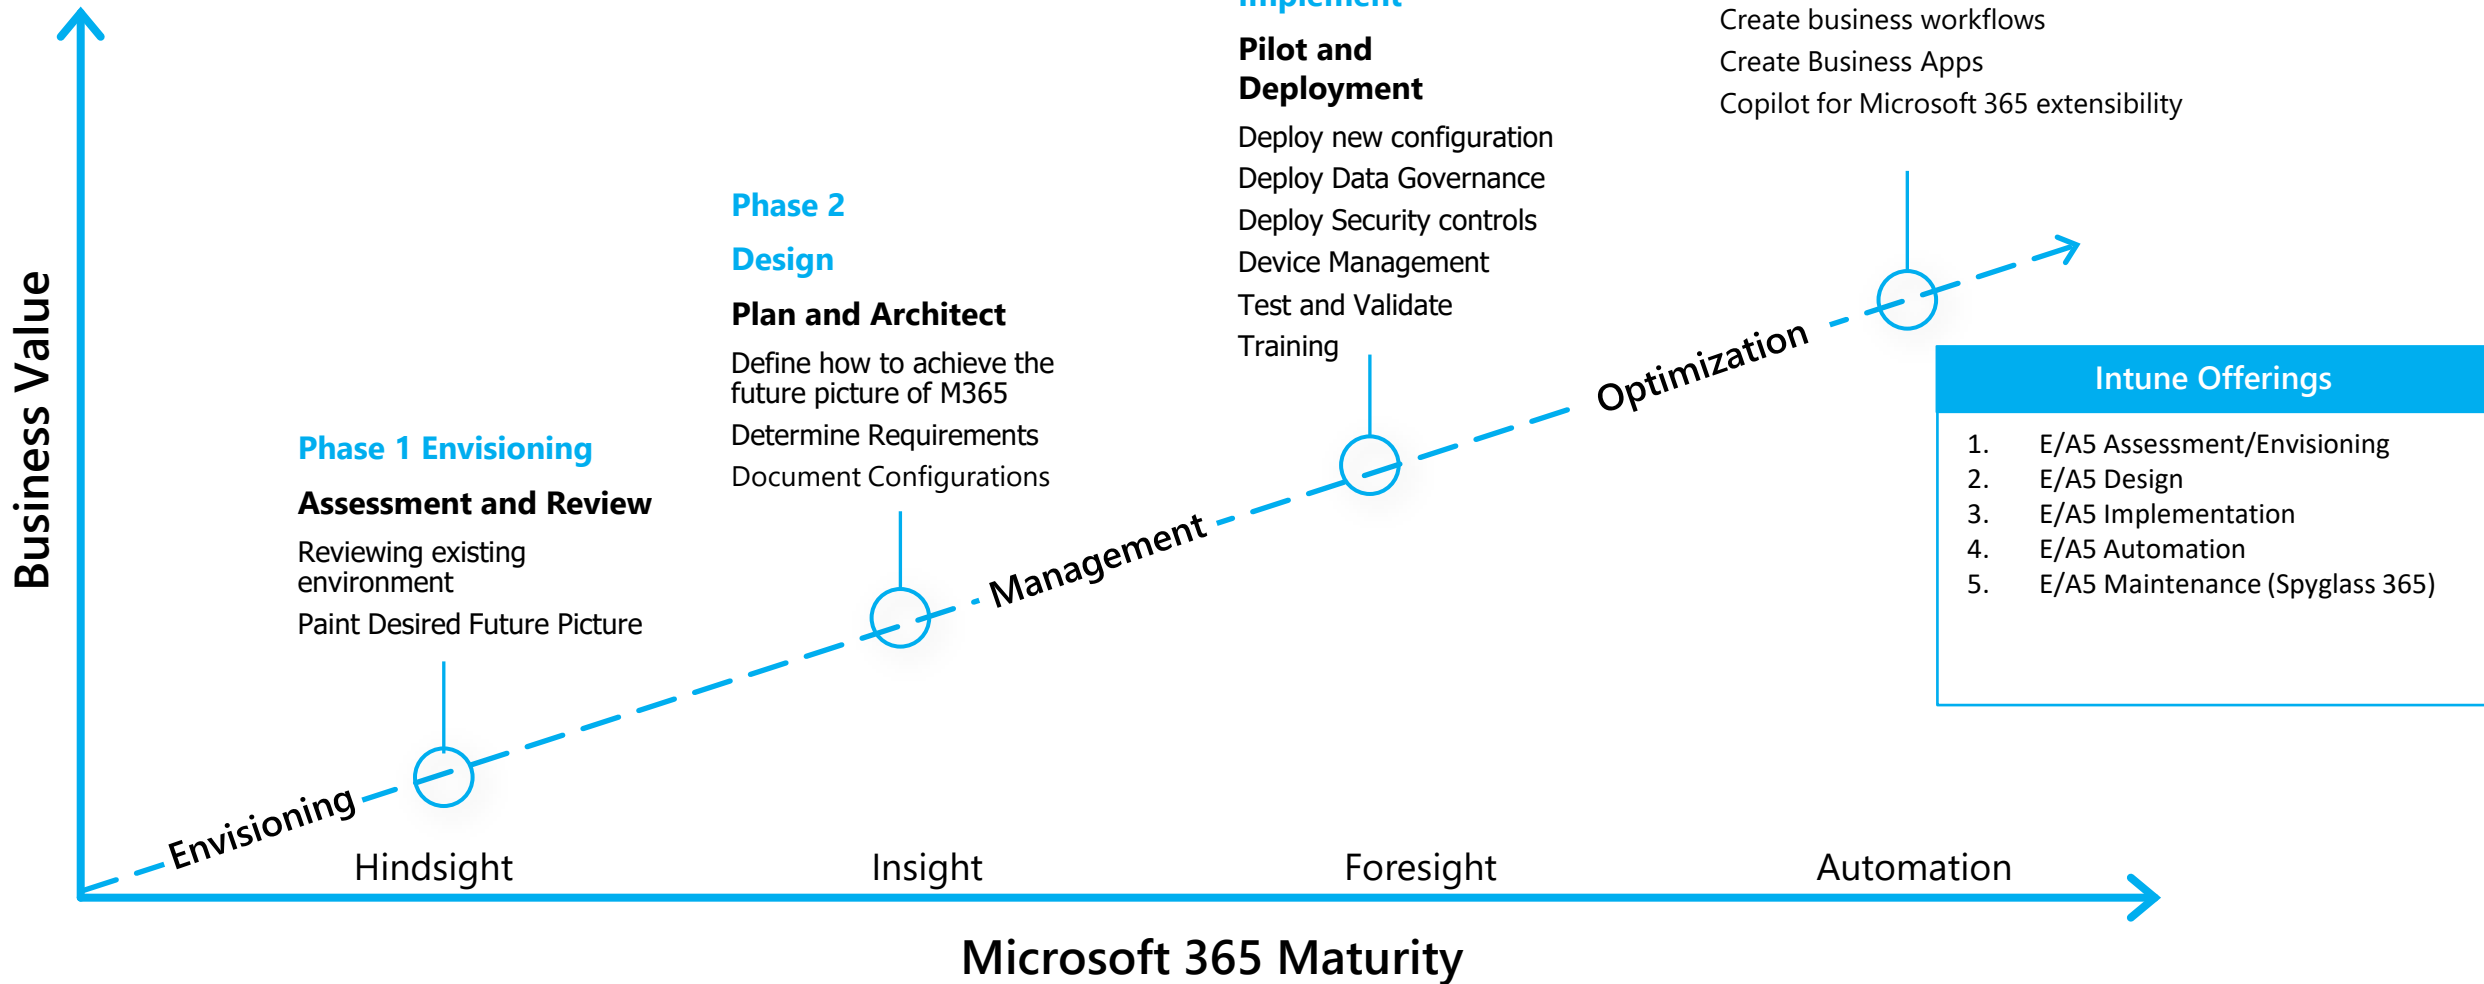 Implement
Pilot and
Deployment
Deploy new configuration
Deploy Data Governance
Deploy Security controls
Device Management
Test and Validate
Training
Create business workflows
Create Business Apps
Copilot for Microsoft 365 extensibility
Phase 2
Design
Plan and Architect
Define how to achieve the
future picture of M365
Determine Requirements
Document Configurations
Phase 1 Envisioning
Assessment and Review
Reviewing existing
environment
Paint Desired Future Picture
Business Value
Envisioning
Management
Optimization
Intune Offerings
1. E/A5 Assessment/Envisioning
2. E/A5 Design
3. E/A5 Implementation
4. E/A5 Automation
5. E/A5 Maintenance (Spyglass 365)
Hindsight
Insight
Foresight
Automation
Microsoft 365 Maturity